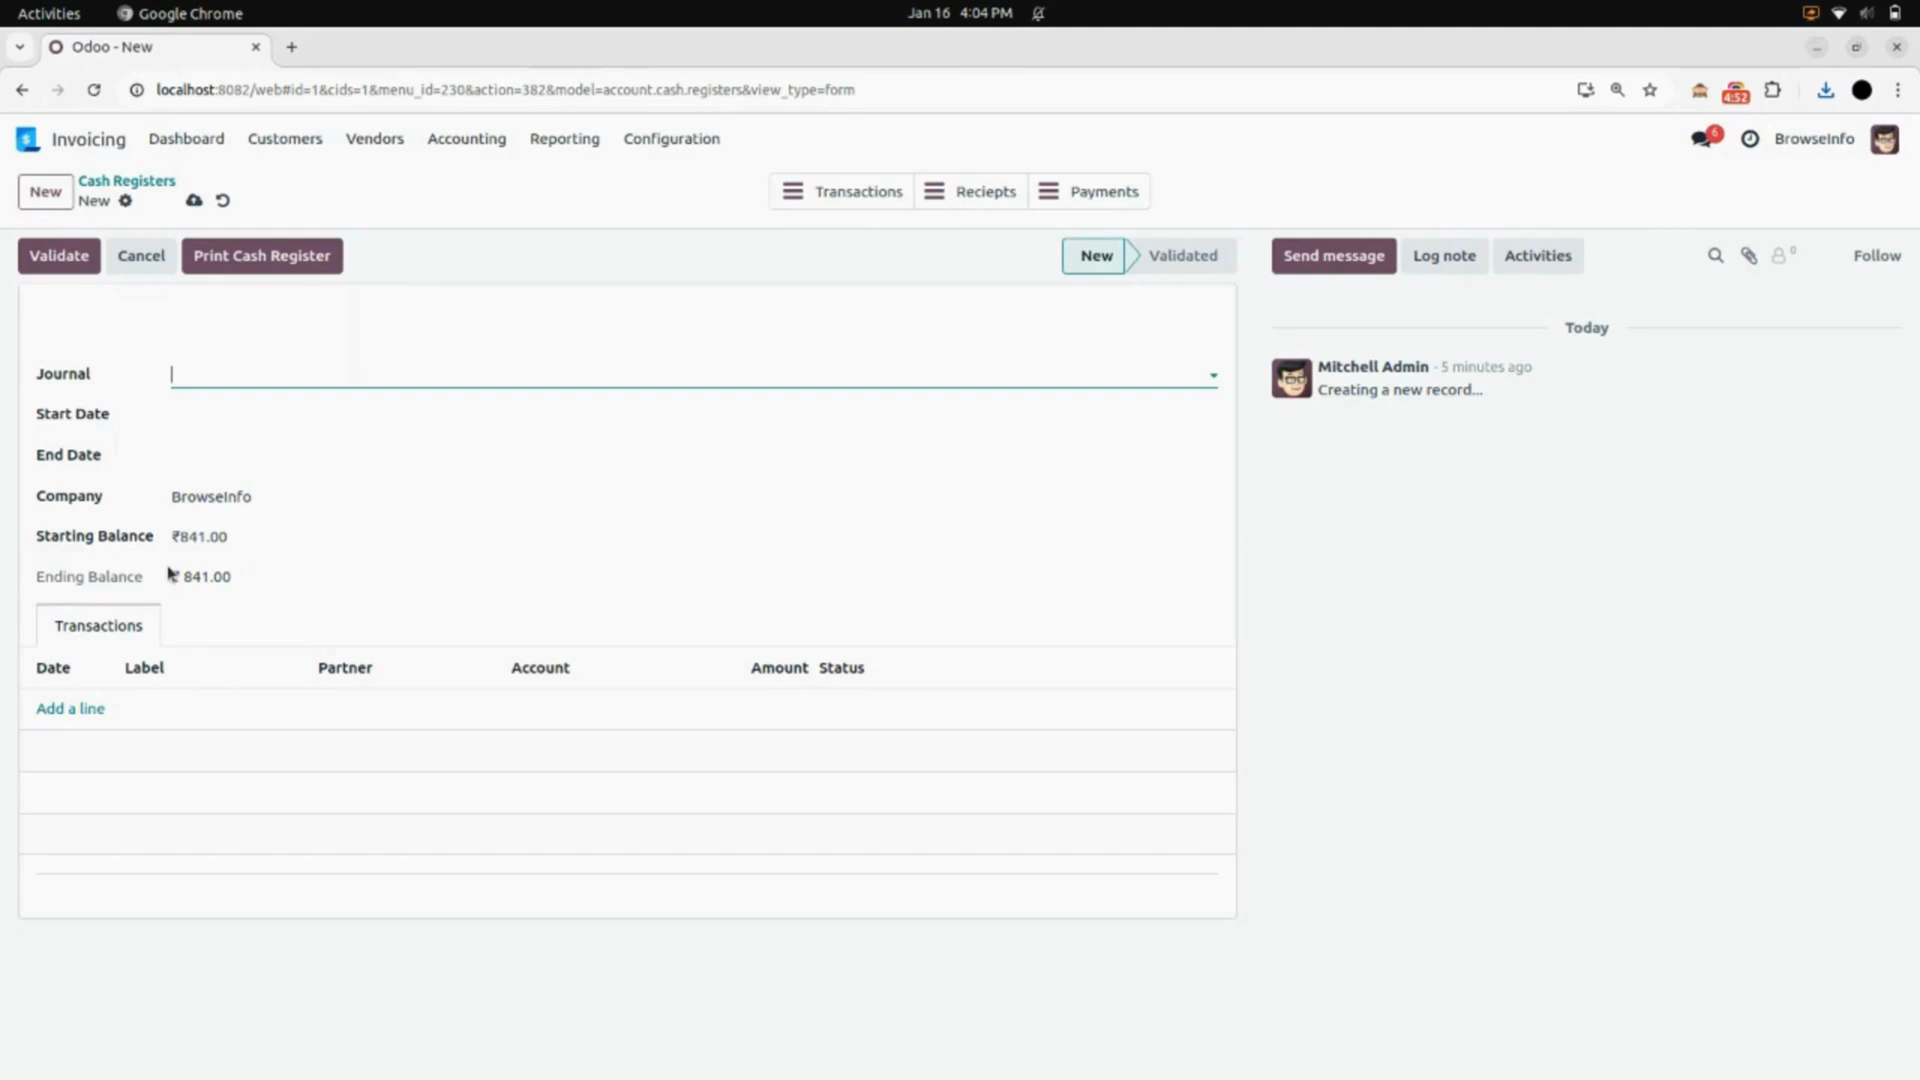 Activities Google Chrome Jan 16 4:04 PM
Odoo - New
localhost:8082/web#id=1&cids=1&menu_id=230&action=382&model=account.cash.registers&view_type=form 4:52
Invoicing Dashboard Customers Vendors Accounting Reporting Configuration 6 BrowseInfo
New Cash Registers Transactions Reciepts Payments
New
Validate Cancel Print Cash Register New Validated Send message Log note Activities 0 Follow
Today
Journal
Mitchell Admin - 5 minutes ago
Creating a new record...
Start Date
End Date
Company BrowseInfo
Starting Balance ₹841.00
Ending Balance ₹ 841.00
Transactions
Date Label Partner Account Amount Status
Add a line